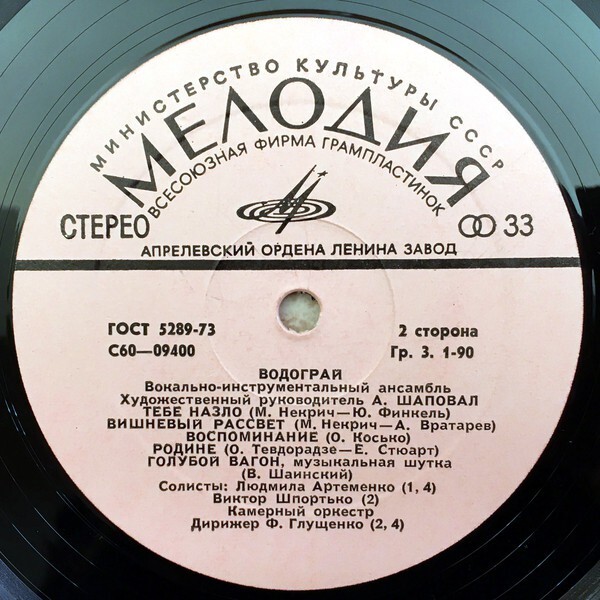 МИНИСТЕРСТВО КУЛЬТУРЫ СССР
МЕЛОДИЯ
ВСЕСОЮЗНАЯ ФИРМА ГРАМПЛАСТИНОК
СТЕРЕО
33
АПРЕЛЕВСКИЙ ОРДЕНА ЛЕНИНА ЗАВОД
ГОСТ 5289-73
2 сторона
С60—09400
Гр. 3. 1-90
ВОДОГРАЙ
Вокально-инструментальный ансамбль
Художественный руководитель А. ШАПОВАЛ
ТЕБЕ НАЗЛО (М. Некрич—Ю. Финкель)
ВИШНЕВЫЙ РАССВЕТ (М. Некрич—А. Вратарев)
ВОСПОМИНАНИЕ (О. Косько)
РОДИНЕ (О. Тевдорадзе—Е. Стюарт)
ГОЛУБОЙ ВАГОН, музыкальная шутка
(В. Шаинский)
Солисты: Людмила Артеменко (1, 4)
Виктор Шпортько (2)
Камерный оркестр
Дирижер Ф. Глущенко (2, 4)